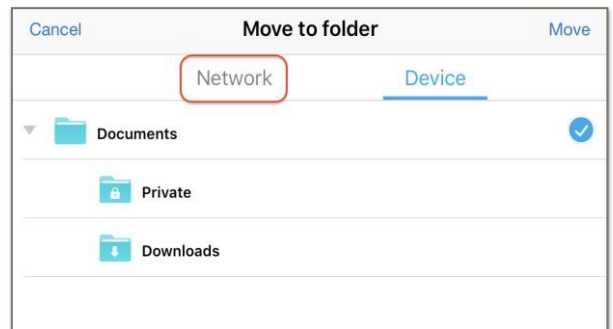 Cancel Move to folder Move
Network Device
Documents
Private
Downloads